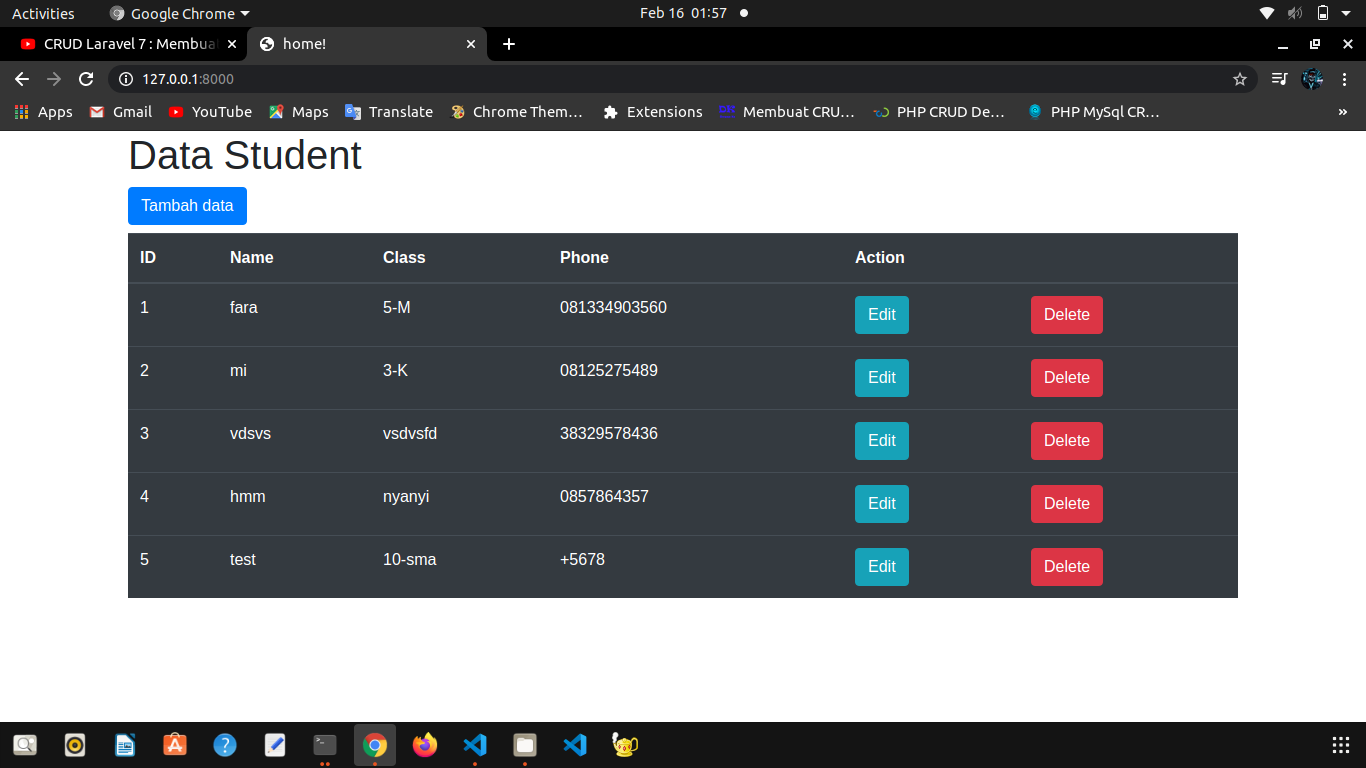 Activities Google Chrome Feb 16 01:57
CRUD Laravel 7 : Membua home!
127.0.0.1:8000
Apps Gmail YouTube Maps Translate Chrome Them… Extensions Membuat CRU… PHP CRUD De… PHP MySql CR… »
Data Student
Tambah data
ID Name Class Phone Action
1 fara 5-M 081334903560 Edit Delete
2 mi 3-K 08125275489 Edit Delete
3 vdsvs vsdvsfd 38329578436 Edit Delete
4 hmm nyanyi 0857864357 Edit Delete
5 test 10-sma +5678 Edit Delete